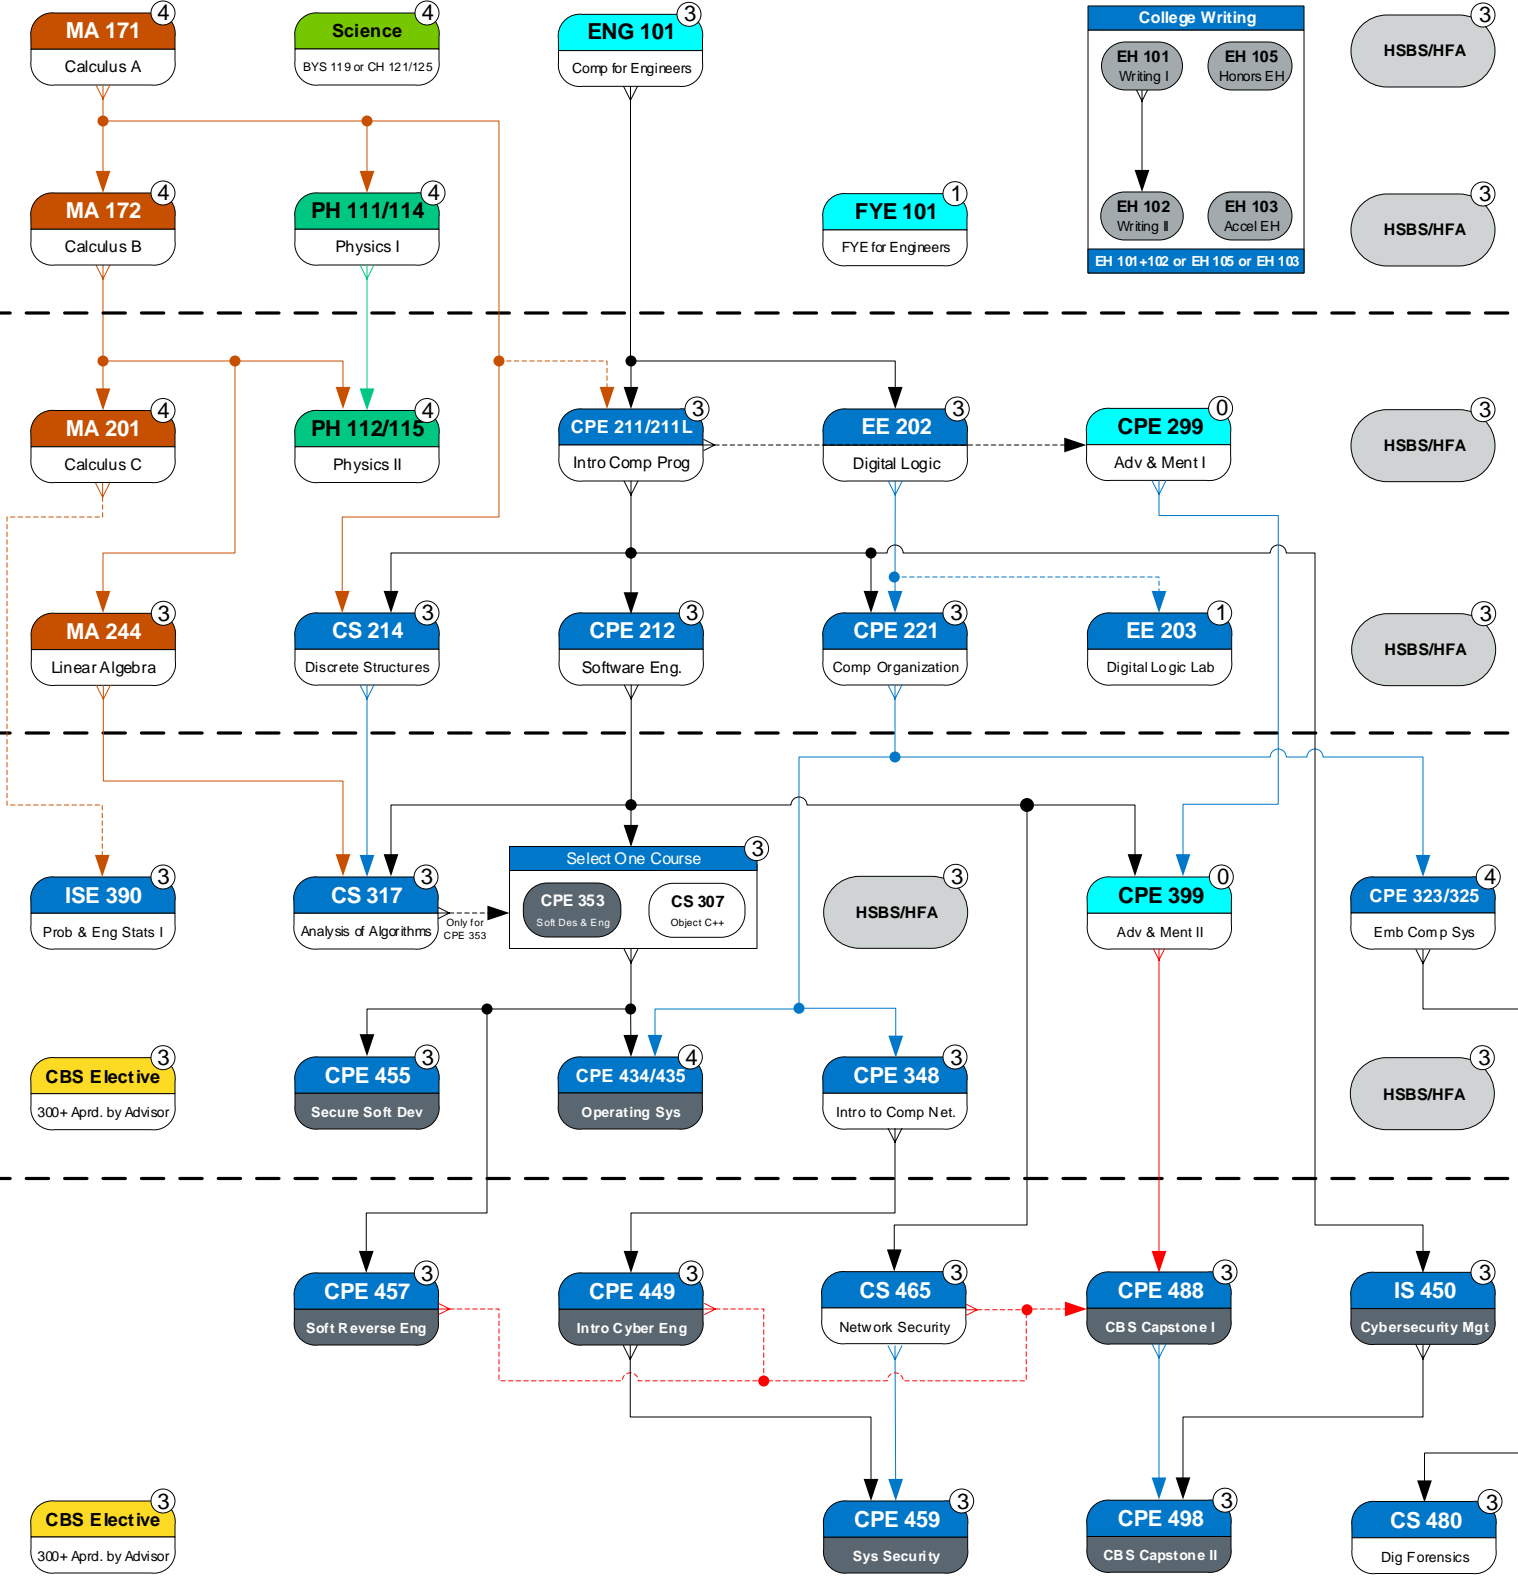 MA 171
4
Calculus A
Science
4
BYS 119 or CH 121/125
ENG 101
3
Comp for Engineers
College Writing
EH 101
Writing I
EH 105
Honors EH
EH 102
Writing II
EH 103
Accel EH
EH 101+102 or EH 105 or EH 103
HSBS/HFA
3
MA 172
4
Calculus B
PH 111/114
4
Physics I
FYE 101
1
FYE for Engineers
HSBS/HFA
3
MA 201
4
Calculus C
PH 112/115
4
Physics II
CPE 211/211L
3
Intro Comp Prog
EE 202
3
Digital Logic
CPE 299
0
Adv & Ment I
HSBS/HFA
3
MA 244
3
Linear Algebra
CS 214
3
Discrete Structures
CPE 212
3
Software Eng.
CPE 221
3
Comp Organization
EE 203
1
Digital Logic Lab
HSBS/HFA
3
ISE 390
3
Prob & Eng Stats I
CS 317
3
Analysis of Algorithms
Only for
CPE 353
Select One Course
3
CPE 353
Soft Des & Eng
CS 307
Object C++
HSBS/HFA
3
CPE 399
0
Adv & Ment II
CPE 323/325
4
Emb Comp Sys
CBS Elective
3
300+ Aprd. by Advisor
CPE 455
3
Secure Soft Dev
CPE 434/435
4
Operating Sys
CPE 348
3
Intro to Comp Net.
HSBS/HFA
3
CPE 457
3
Soft Reverse Eng
CPE 449
3
Intro Cyber Eng
CS 465
3
Network Security
CPE 488
3
CBS Capstone I
IS 450
3
Cybersecurity Mgt
CBS Elective
3
300+ Aprd. by Advisor
CPE 459
3
Sys Security
CPE 498
3
CBS Capstone II
CS 480
3
Dig Forensics